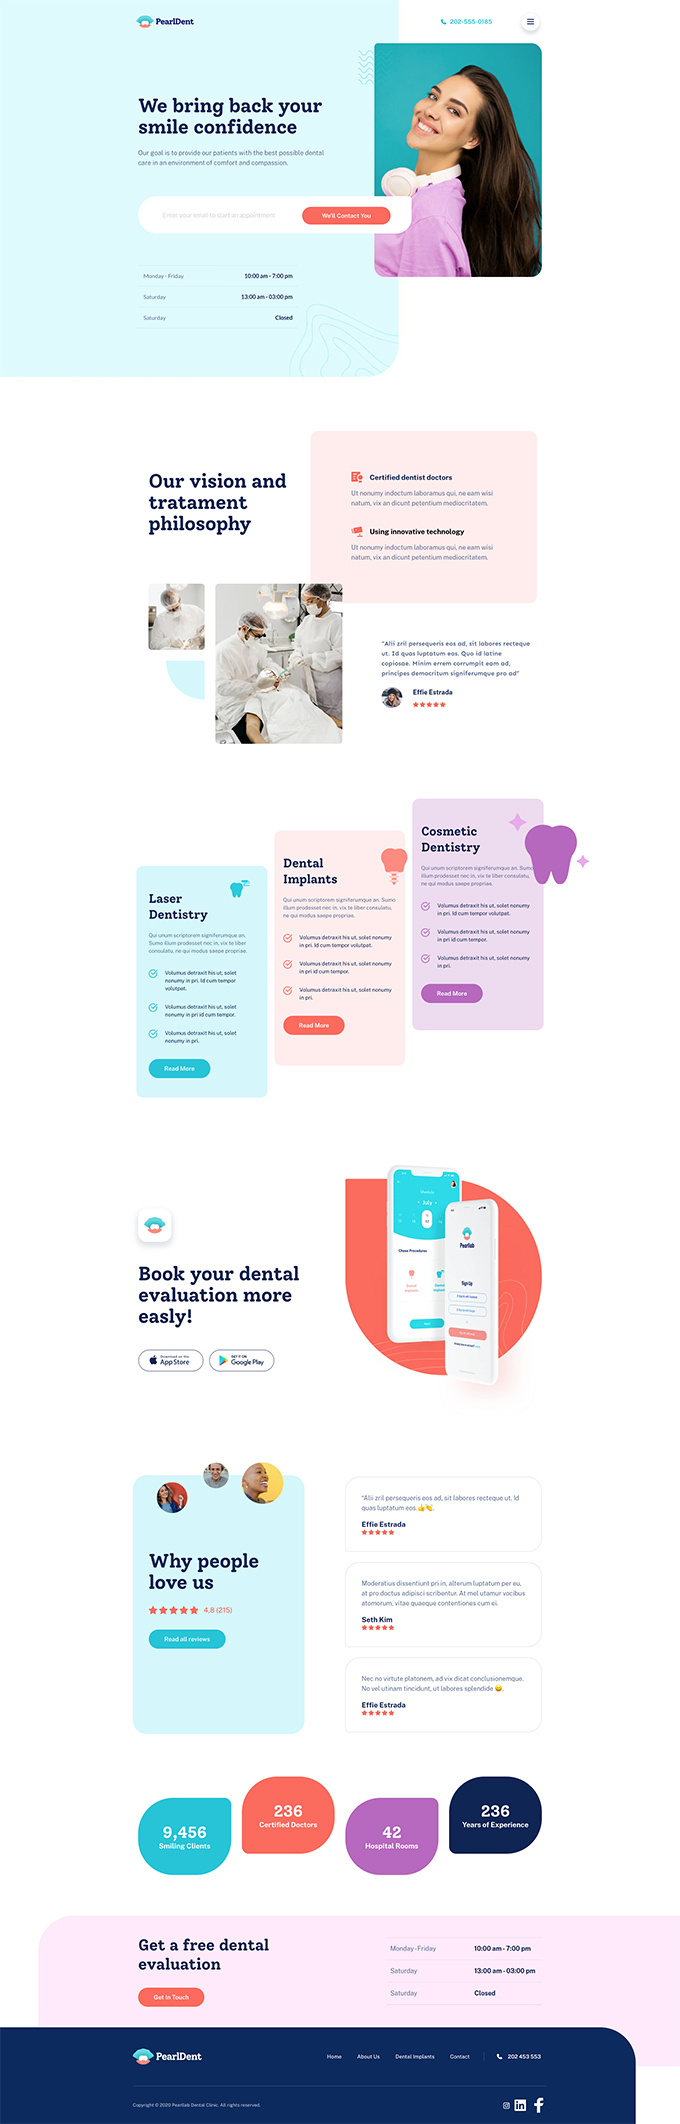 PearlDent
202-555-0185
We bring back your
smile confidence
Our goal is to provide our patients with the best possible dental
care in an environment of comfort and compassion.
Enter your email to start an appointment
We'll Contact You
Monday - Friday 10:00 am - 7:00 pm
Saturday 13:00 am - 03:00 pm
Saturday Closed
Our vision and
tratament
philosophy
Certified dentist doctors
Ut nonumy indoctum laboramus qui, ne eam wisi
natum, vix an dicunt petentium mediocritatem.
Using innovative technology
Ut nonumy indoctum laboramus qui, ne eam wisi
natum, vix an dicunt petentium mediocritatem.
"Alii zril persequeris eos ad, sit labores recteque
ut. Id quas luptatum eos. Quo id latine
copiosae. Minim errem corrumpit eam ad,
principes democritum signiferumque pro ad"
Effie Estrada
Laser
Dentistry
Qui unum scriptorem signiferumque an.
Sumo illum prodesset nec in, vix te liber
consulatu, ne qui modus saepe propriae.
Volumus detraxit his ut, solet
nonumy in pri. Id cum tempor
volutpat.
Volumus detraxit his ut, solet
nonumy in pri id cum tempor.
Volumus detraxit his ut, solet
nonumy in pri.
Read More
Dental
Implants
Qui unum scriptorem signiferumque an. Sumo
illum prodesset nec in, vix te liber consulatu,
ne qui modus saepe propriae.
Volumus detraxit his ut, solet nonumy
in pri. Id cum tempor volutpat.
Volumus detraxit his ut, solet nonumy
in pri id cum tempor.
Volumus detraxit his ut, solet nonumy
in pri.
Read More
Cosmetic
Dentistry
Qui unum scriptorem signiferumque an. Sumo
illum prodesset nec in, vix te liber consulatu,
ne qui modus saepe propriae.
Volumus detraxit his ut, solet nonumy
in pri. Id cum tempor volutpat.
Volumus detraxit his ut, solet nonumy
in pri id cum tempor.
Volumus detraxit his ut, solet nonumy
in pri.
Read More
Book your dental
evaluation more
easly!
Download on the
App Store
GET IT ON
Google Play
July
Chose Procedures
Dental
Implants
Dental
Pearllab
Sign Up
Why people
love us
4,8 (215)
Read all reviews
"Alii zril persequeris eos ad, sit labores recteque ut. Id
quas luptatum eos.👍👏.
Effie Estrada
Moderatius dissentiunt pri in, alterum luptatum per eu,
at pro doctus adipisci scribentur. At mel utamur vocibus
atomorum, vitae quaeque contentiones cum ei.
Seth Kim
Nec no virtute platonem, ad vix dicat conclusionemque.
No vel utinam tincidunt, ut labores splendide 😀.
Effie Estrada
9,456
Smiling Clients
236
Certified Doctors
42
Hospital Rooms
236
Years of Experience
Get a free dental
evaluation
Get In Touch
Monday - Friday 10:00 am - 7:00 pm
Saturday 13:00 am - 03:00 pm
Saturday Closed
PearlDent
Home About Us Dental Implants Contact 202 453 553
Copyright © 2020 Pearllab Dental Clinic. All rights reserved.